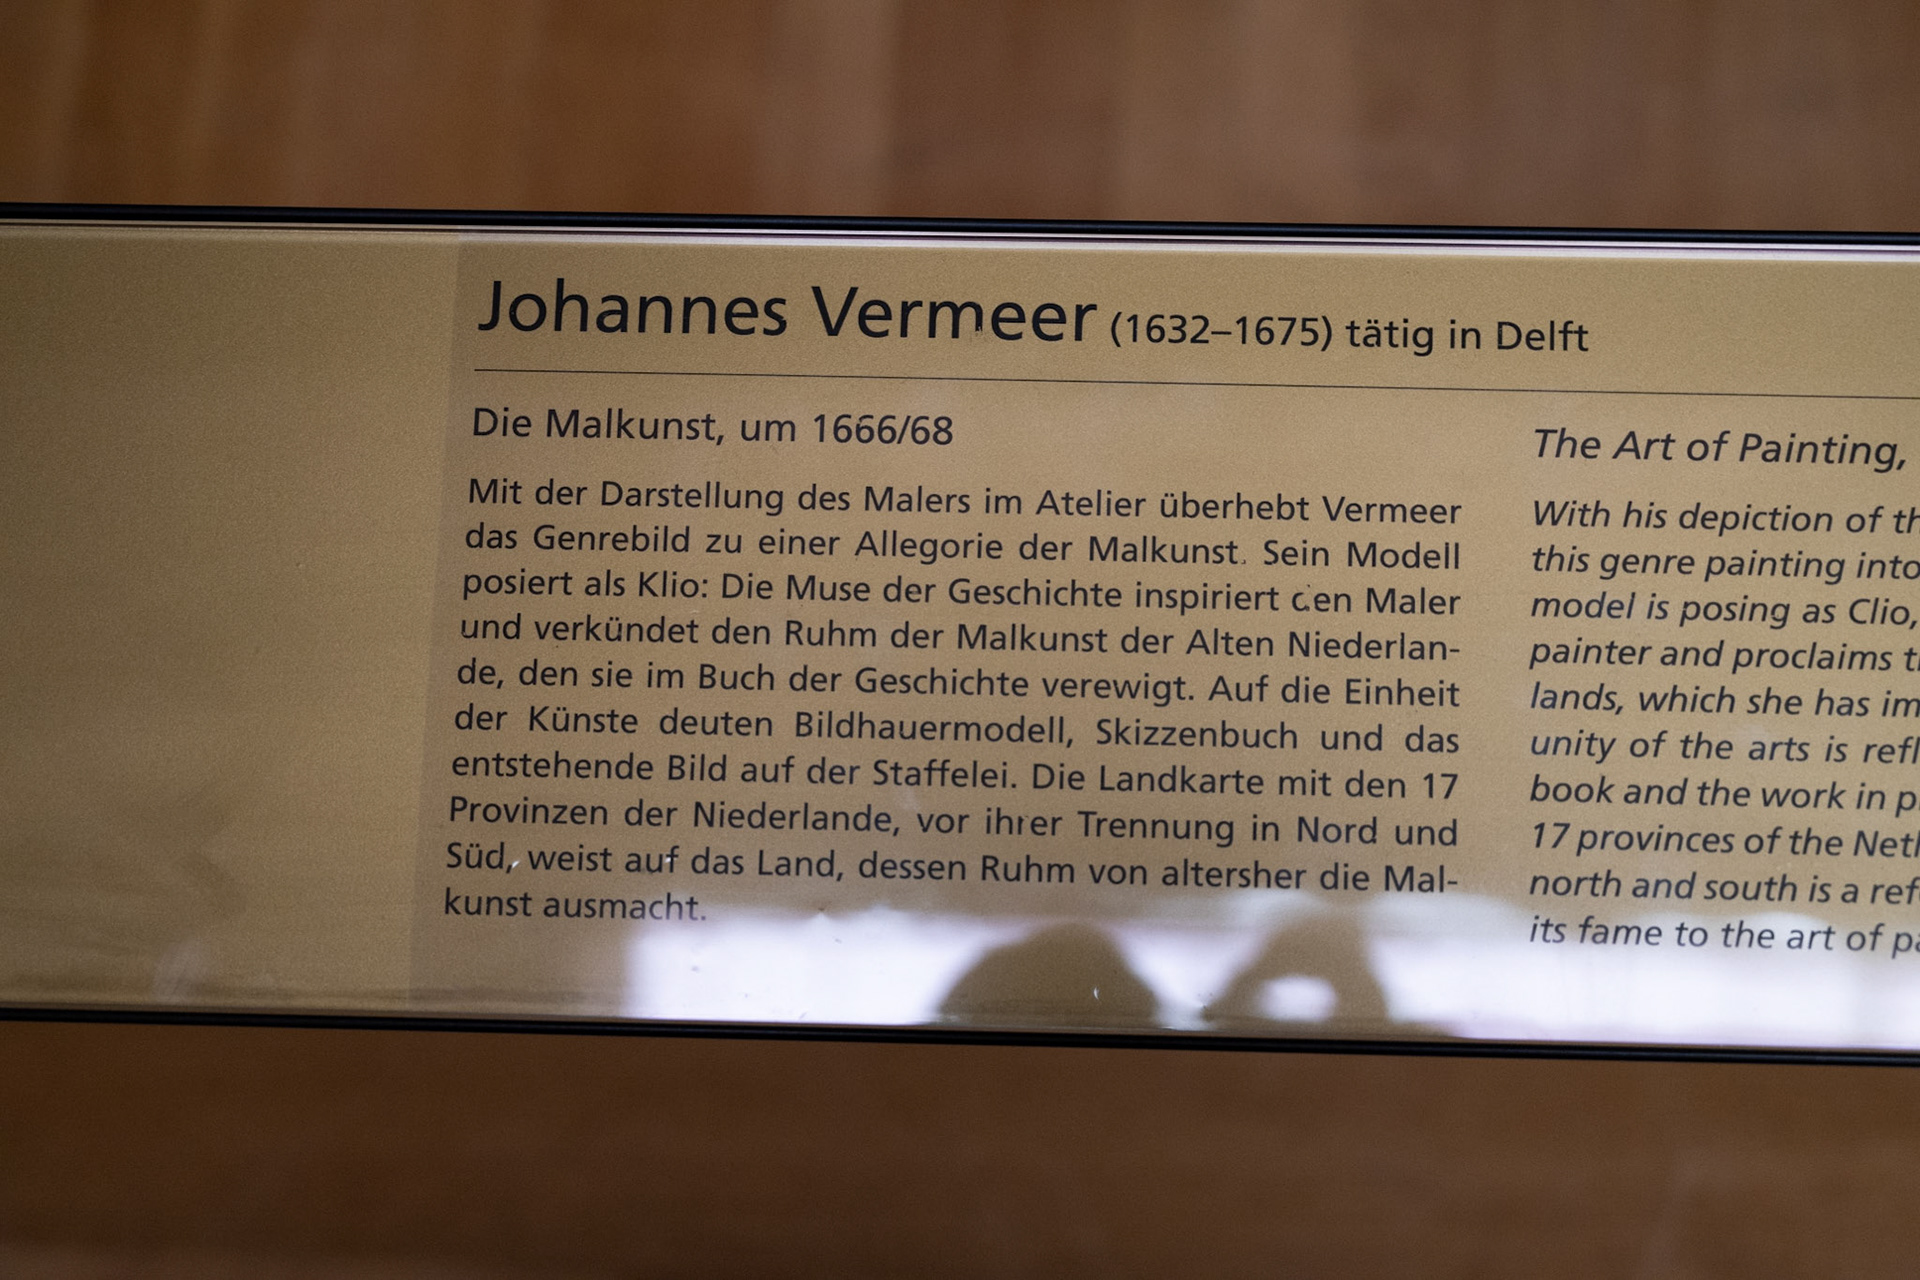 Johannes Vermeer (1632–1675) tätig in Delft
Die Malkunst, um 1666/68
Mit der Darstellung des Malers im Atelier überhebt Vermeer
das Genrebild zu einer Allegorie der Malkunst. Sein Modell
posiert als Klio: Die Muse der Geschichte inspiriert den Maler
und verkündet den Ruhm der Malkunst der Alten Niederlan-
de, den sie im Buch der Geschichte verewigt. Auf die Einheit
der Künste deuten Bildhauermodell, Skizzenbuch und das
entstehende Bild auf der Staffelei. Die Landkarte mit den 17
Provinzen der Niederlande, vor ihrer Trennung in Nord und
Süd, weist auf das Land, dessen Ruhm von altersher die Mal-
kunst ausmacht.
The Art of Painting,
With his depiction of
this genre painting into
model is posing as Clio,
painter and proclaims
lands, which she has
unity of the arts is
book and the work in
17 provinces of the
north and south is a
its fame to the art of